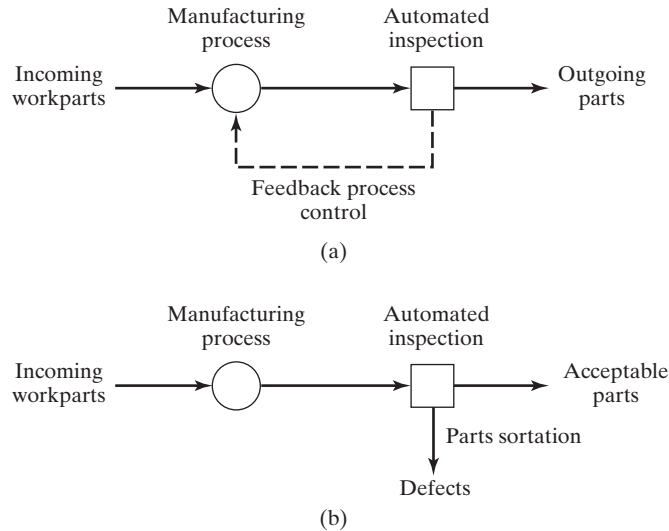 Manufacturing
process
Automated
inspection
Incoming
workparts
Outgoing
parts
Feedback process
control
(a)
Manufacturing
process
Automated
inspection
Incoming
workparts
Acceptable
parts
Parts sortation
Defects
(b)